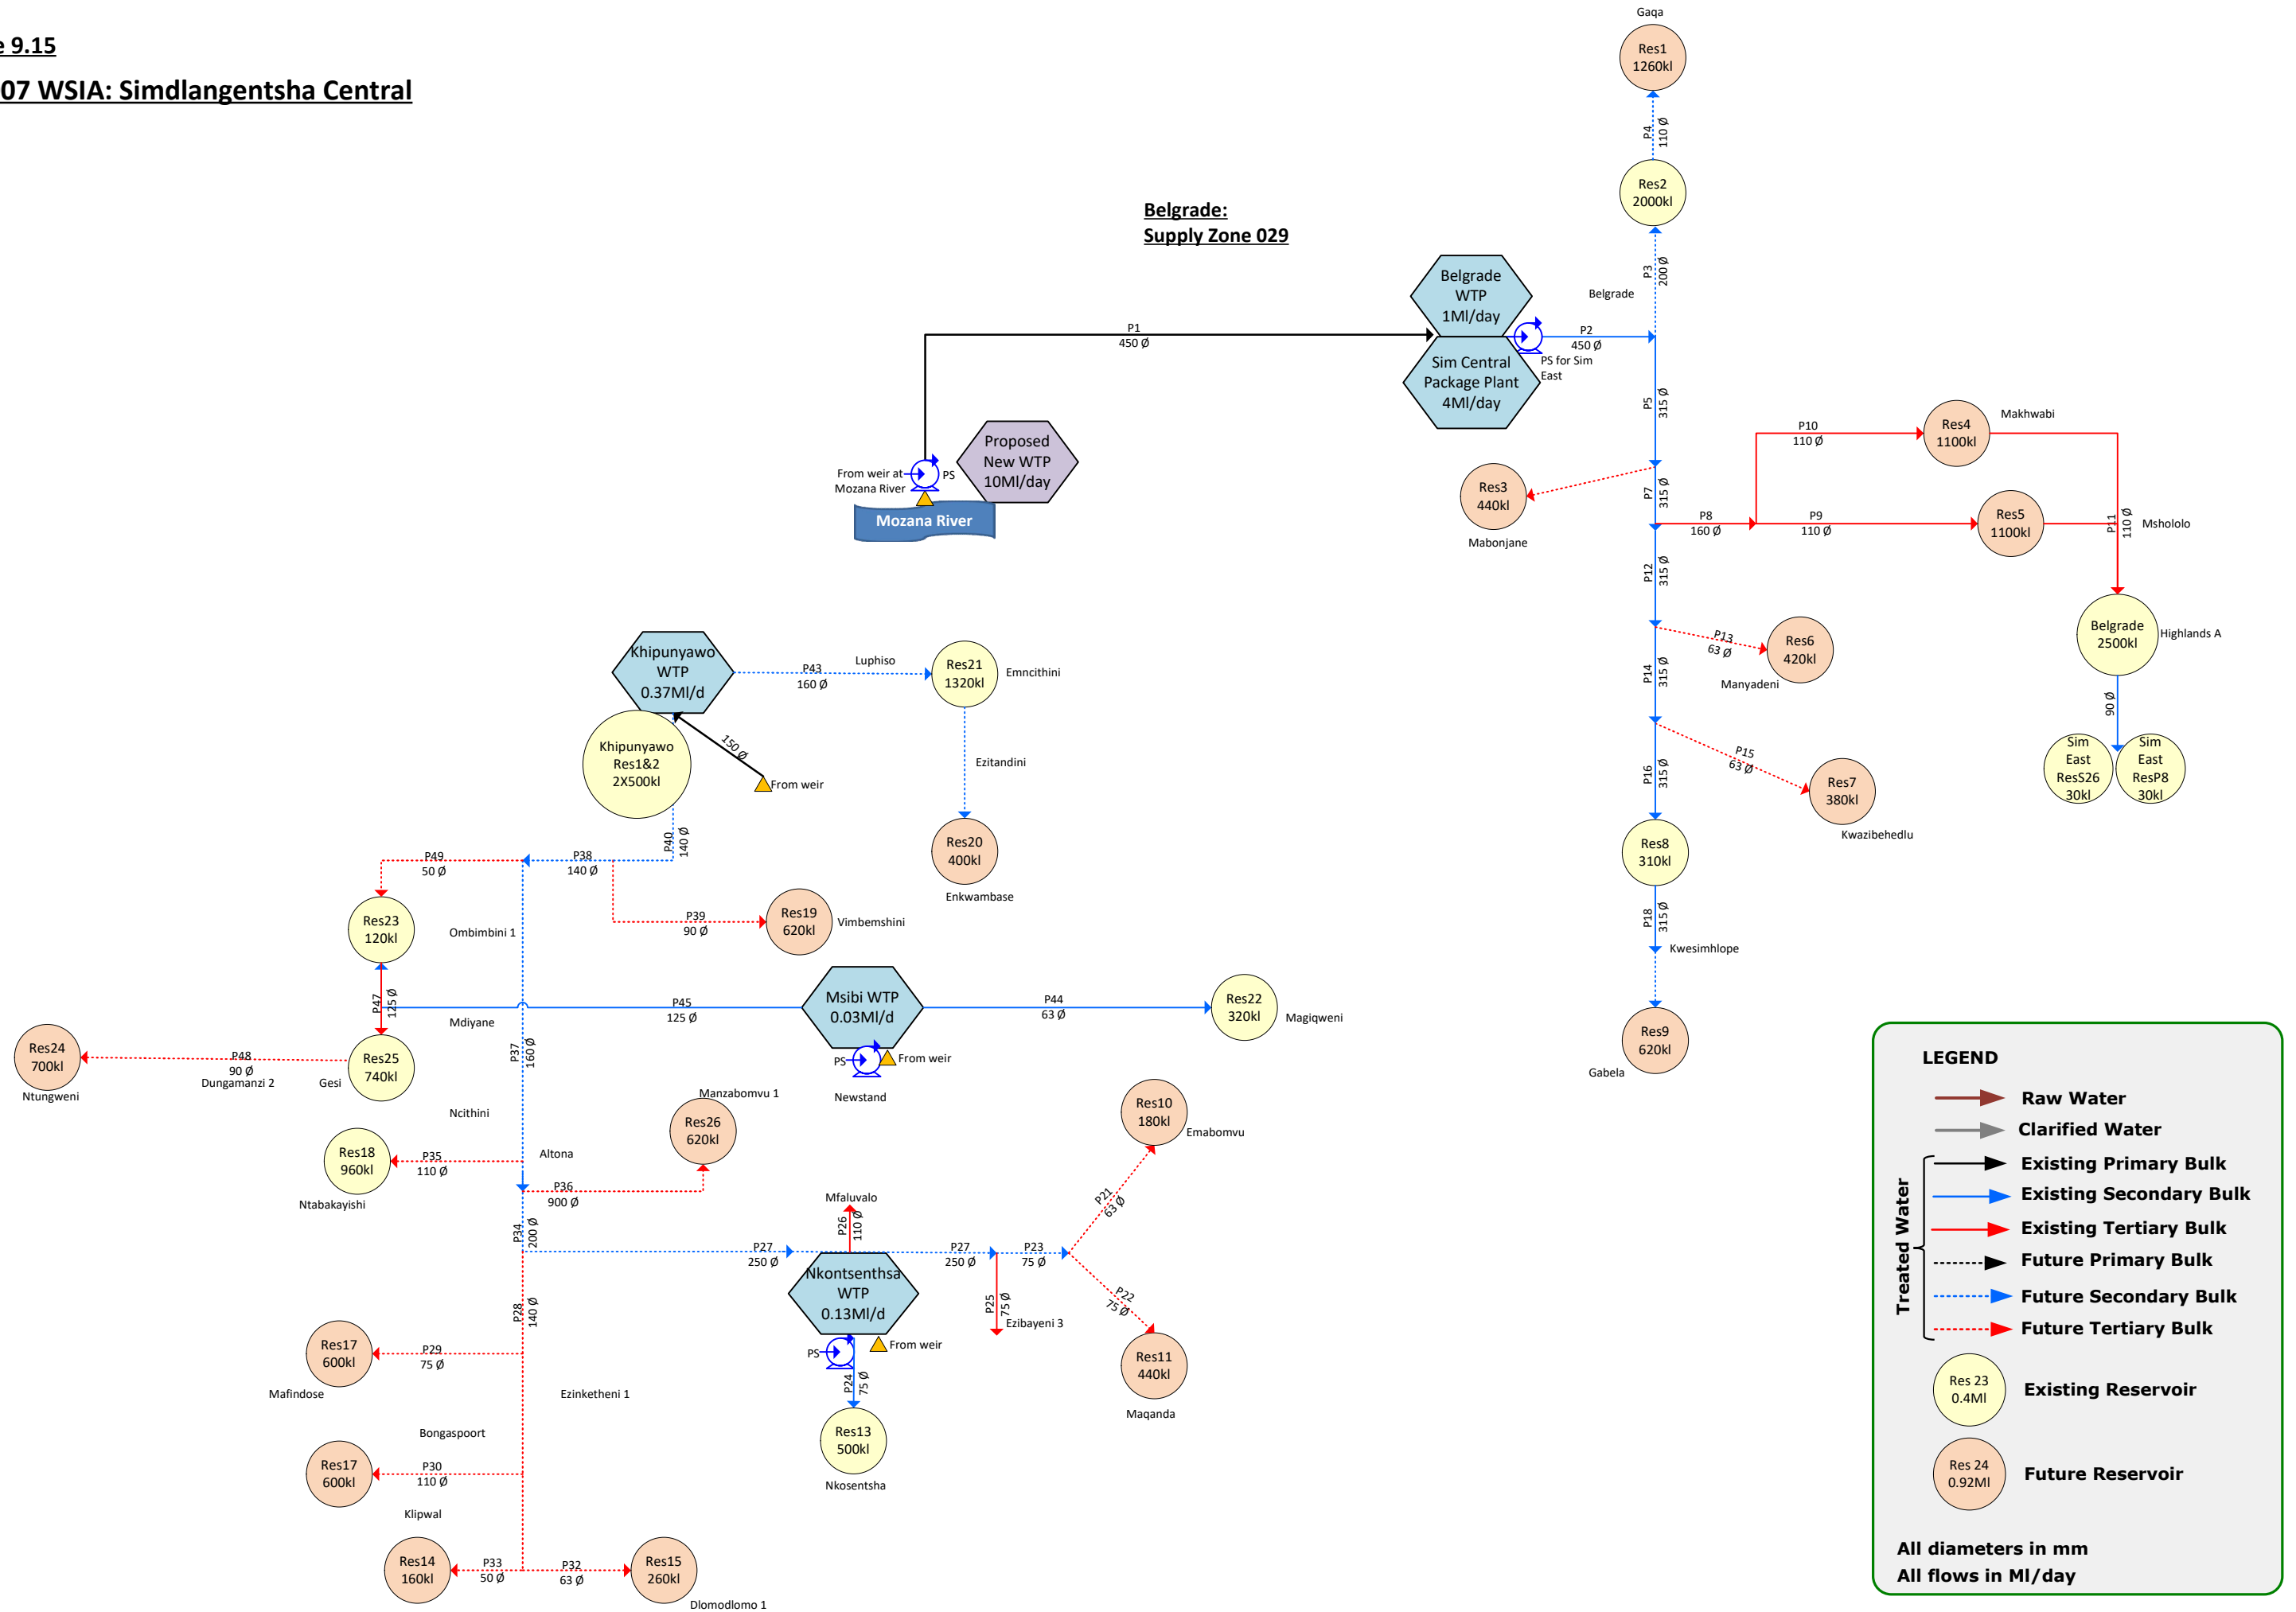 e 9.15
07 WSIA: Simdlangentsha Central
Gaqa
Res1
1260kl
P4
110 Ø
Res2
2000kl
Belgrade:
Supply Zone 029
P3
200 Ø
Belgrade
Belgrade
WTP
1Ml/day
P1
450 Ø
P2
450 Ø
PS for Sim
East
Sim Central
Package Plant
4Ml/day
P5
315 Ø
Proposed
New WTP
10Ml/day
From weir at
Mozana River
PS
Mozana River
Res3
440kl
Mabonjane
P7
315 Ø
P10
110 Ø
Res4
1100kl
Makhwabi
P8
160 Ø
P9
110 Ø
Res5
1100kl
P11
110 Ø
Mshololo
P12
315 Ø
P13
63 Ø
Res6
420kl
Manyadeni
Belgrade
2500kl
Highlands A
P14
315 Ø
90 Ø
P15
63 Ø
Res7
380kl
Kwazibehedlu
Sim
East
ResS26
30kl
Sim
East
ResP8
30kl
P16
315 Ø
Res8
310kl
P18
315 Ø
Kwesimhlope
Res9
620kl
Gabela
Khipunyawo
WTP
0.37Ml/d
P43
160 Ø
Luphiso
Res21
1320kl
Emncithini
Khipunyawo
Res1&2
2X500kl
150 Ø
From weir
Ezitandini
Res20
400kl
Enkwambase
P40
140 Ø
P49
50 Ø
P38
140 Ø
Res23
120kl
Ombimbini 1
P39
90 Ø
Res19
620kl
Vimbemshini
P47
125 Ø
P45
125 Ø
Msibi WTP
0.03Ml/d
P44
63 Ø
Res22
320kl
Magiqweni
Mdiyane
Res24
700kl
Ntungweni
P48
90 Ø
Dungamanzi 2
Gesi
Res25
740kl
P37
160 Ø
PS
From weir
Newstand
Ncithini
Manzabomvu 1
Res26
620kl
Res10
180kl
Emabomvu
Res18
960kl
Ntabakayishi
P35
110 Ø
Altona
P36
900 Ø
Mfaluvalo
P26
110 Ø
P21
63 Ø
P34
200 Ø
P27
250 Ø
P27
250 Ø
P23
75 Ø
Nkontsenthsa
WTP
0.13Ml/d
P25
75 Ø
Ezibayeni 3
P22
75 Ø
P28
140 Ø
Res17
600kl
Mafindose
P29
75 Ø
PS
From weir
P24
75 Ø
Res11
440kl
Maqanda
Ezinketheni 1
Bongaspoort
Res13
500kl
Nkosentsha
Res17
600kl
P30
110 Ø
Klipwal
Res14
160kl
P33
50 Ø
P32
63 Ø
Res15
260kl
Dlomodlomo 1
LEGEND
Raw Water
Clarified Water
Treated Water
Existing Primary Bulk
Existing Secondary Bulk
Existing Tertiary Bulk
Future Primary Bulk
Future Secondary Bulk
Future Tertiary Bulk
Res 23
0.4Ml
Existing Reservoir
Res 24
0.92Ml
Future Reservoir
All diameters in mm
All flows in Ml/day